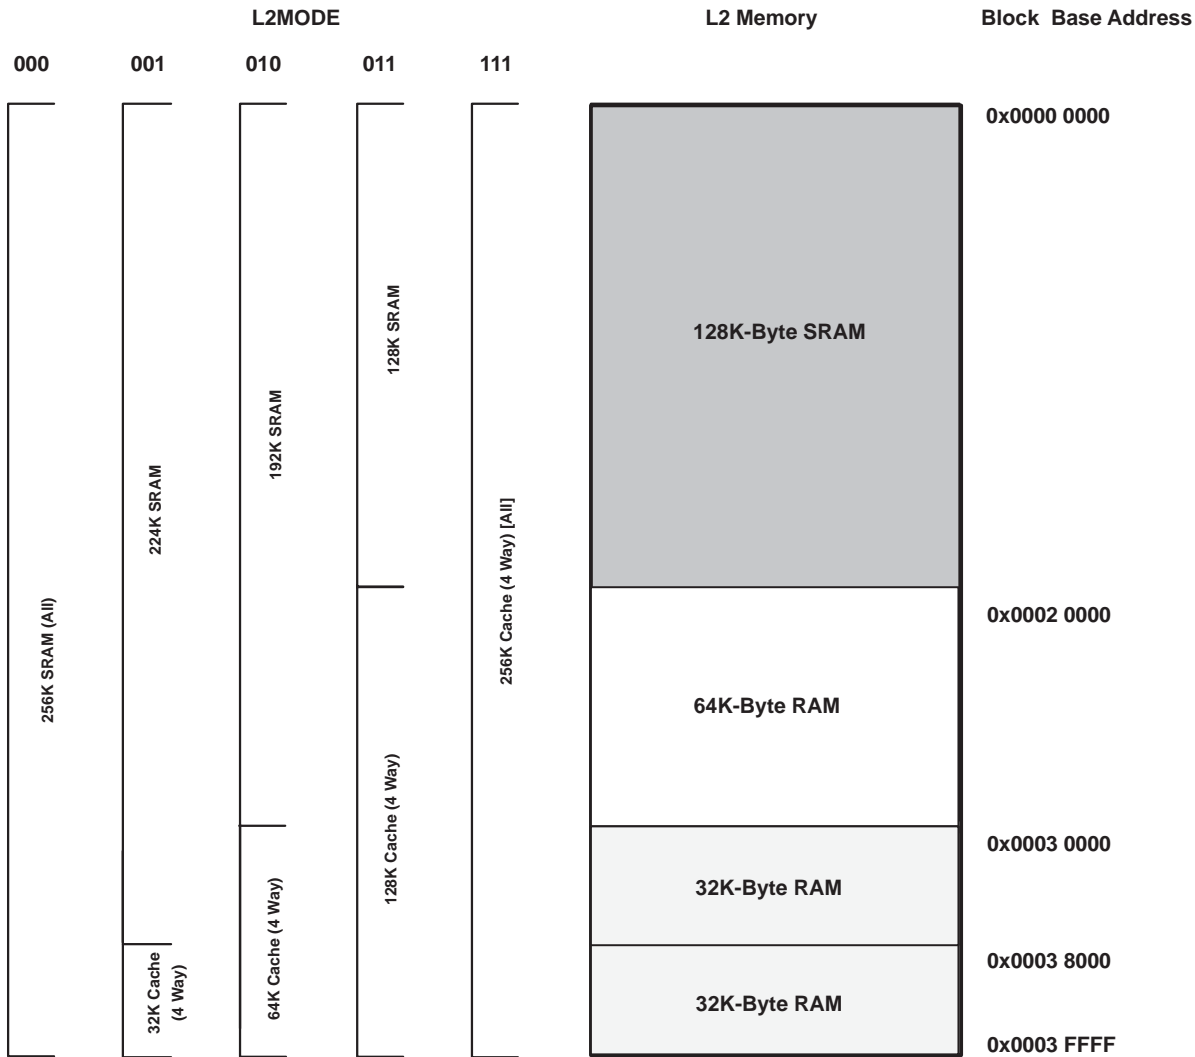 L2MODE
L2 Memory
Block Base Address
000
001
010
011
111
256K SRAM (All)
224K SRAM
32K Cache
(4 Way)
192K SRAM
64K Cache (4 Way)
128K SRAM
128K Cache (4 Way)
256K Cache (4 Way) [All]
128K-Byte SRAM
64K-Byte RAM
32K-Byte RAM
32K-Byte RAM
0x0000 0000
0x0002 0000
0x0003 0000
0x0003 8000
0x0003 FFFF